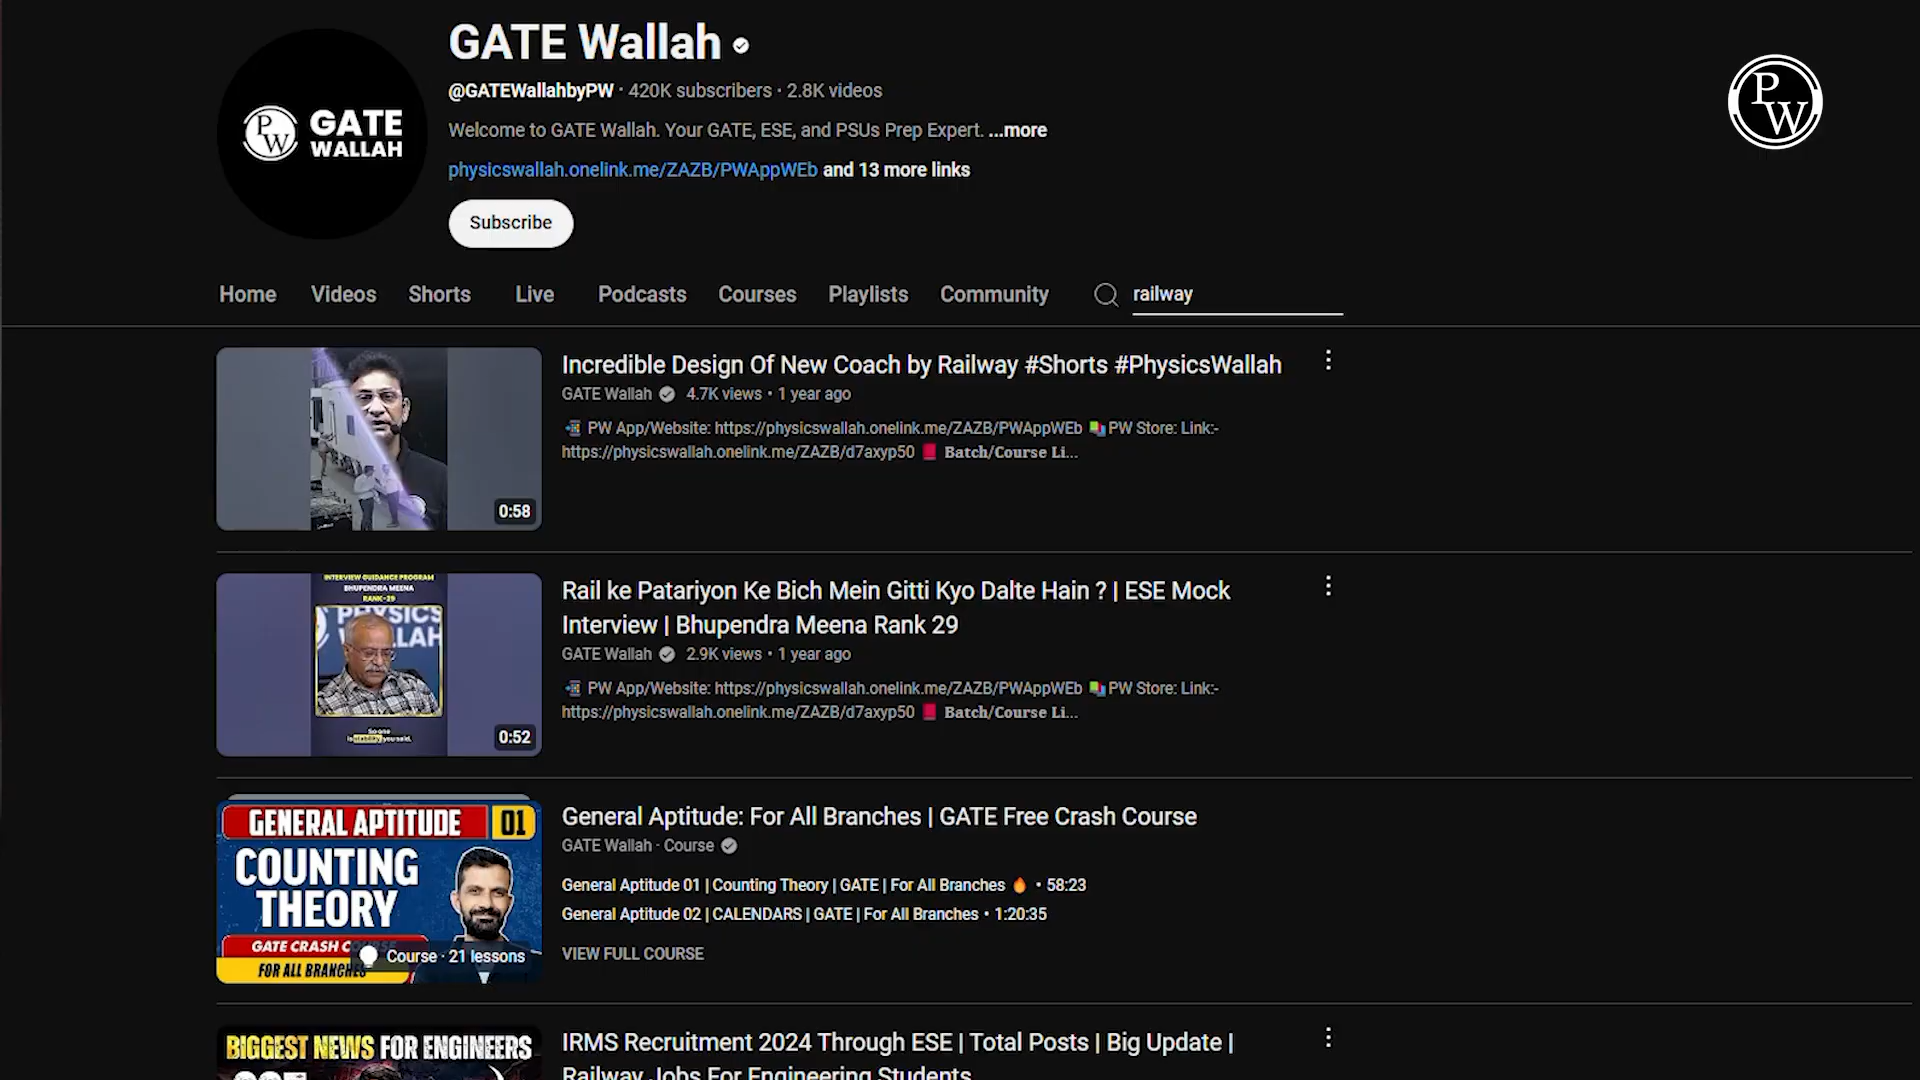 GATE Wallah
@GATEWallahbyPW · 420K subscribers · 2.8K videos
Welcome to GATE Wallah. Your GATE, ESE, and PSUs Prep Expert. ...more
physicswallah.onelink.me/ZAZB/PWAppWEb and 13 more links
Subscribe
PW GATE
WALLAH
PW
Home Videos Shorts Live Podcasts Courses Playlists Community railway
Incredible Design Of New Coach by Railway #Shorts #PhysicsWallah
GATE Wallah 4.7K views • 1 year ago
PW App/Website: https://physicswallah.onelink.me/ZAZB/PWAppWEb PW Store: Link:-
https://physicswallah.onelink.me/ZAZB/d7axyp50 Batch/Course Li...
0:58
INTERVIEW GUIDANCE PROGRAM
BHUPENDRA MEENA
RANK-29
PHYSICS
WALLAH
So one
is stability you said.
0:52
Rail ke Patariyon Ke Bich Mein Gitti Kyo Dalte Hain ? | ESE Mock
Interview | Bhupendra Meena Rank 29
GATE Wallah 2.9K views • 1 year ago
PW App/Website: https://physicswallah.onelink.me/ZAZB/PWAppWEb PW Store: Link:-
https://physicswallah.onelink.me/ZAZB/d7axyp50 Batch/Course Li...
GENERAL APTITUDE 01
COUNTING
THEORY
GATE CRASH COURSE
FOR ALL BRANCHES
Course · 21 lessons
General Aptitude: For All Branches | GATE Free Crash Course
GATE Wallah · Course
General Aptitude 01 | Counting Theory | GATE | For All Branches 🔥 • 58:23
General Aptitude 02 | CALENDARS | GATE | For All Branches • 1:20:35
VIEW FULL COURSE
BIGGEST NEWS FOR ENGINEERS
IRMS Recruitment 2024 Through ESE | Total Posts | Big Update |
Railway Jobs For Engineering Students